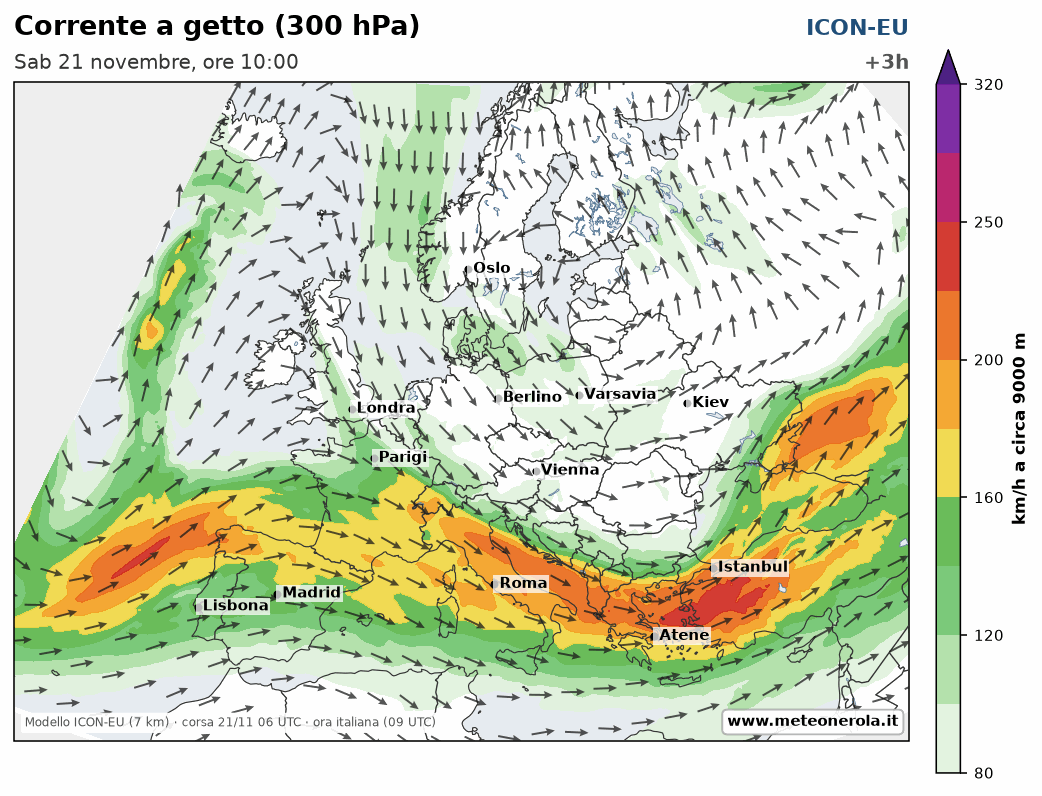 Corrente a getto (300 hPa)
ICON-EU
Sab 21 novembre, ore 10:00
+3h
320
250
200
160
120
80
km/h a circa 9000 m
Oslo
Londra
Berlino
Varsavia
Kiev
Parigi
Vienna
Istanbul
Roma
Madrid
Lisbona
Atene
Modello ICON-EU (7 km) · corsa 21/11 06 UTC · ora italiana (09 UTC)
www.meteonerola.it